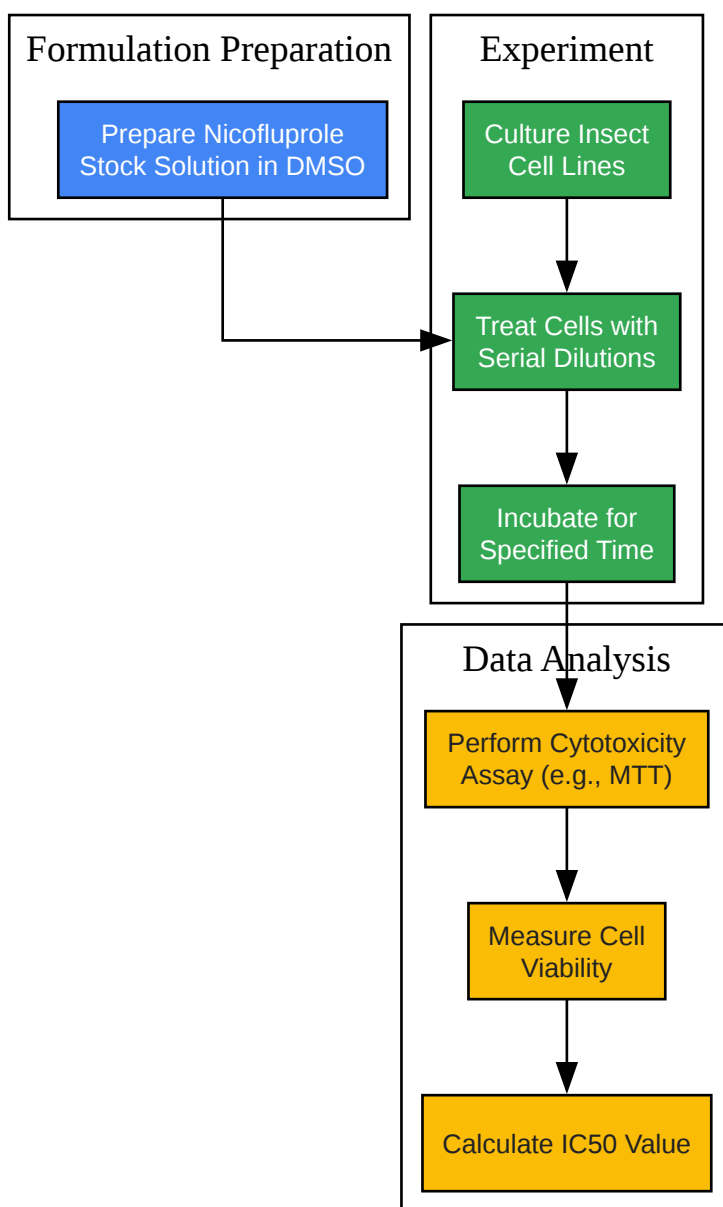 Formulation Preparation
Prepare Nicofluprole
Stock Solution in DMSO
Experiment
Culture Insect
Cell Lines
Treat Cells with
Serial Dilutions
Incubate for
Specified Time
Data Analysis
Perform Cytotoxicity
Assay (e.g., MTT)
Measure Cell
Viability
Calculate IC50 Value